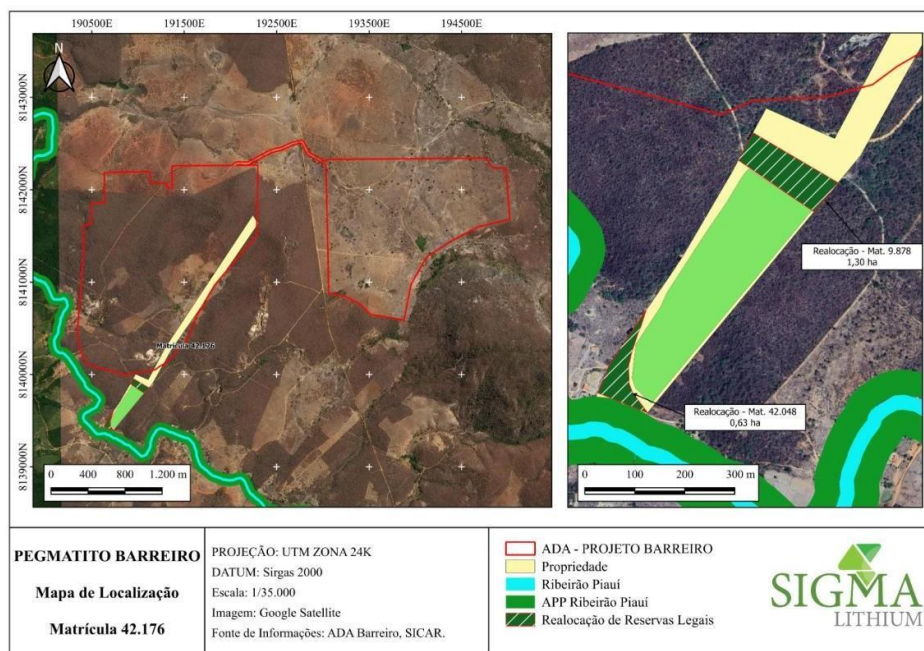 190500E 191500E 192500E 193500E 194500E
N
8143000N
8142000N
8141000N
8140000N
8139000N
Matrícula 42.176
0 400 800 1.200 m
Realocação - Mat. 9.878
1,30 ha
Realocação - Mat. 42.048
0,63 ha
0 100 200 300 m
PEGMATITO BARREIRO
Mapa de Localização
Matrícula 42.176
PROJEÇÃO: UTM ZONA 24K
DATUM: Sirgas 2000
Escala: 1/35.000
Imagem: Google Satellite
Fonte de Informações: ADA Barreiro, SICAR.
ADA - PROJETO BARREIRO
Propriedade
Ribeirão Piauí
APP Ribeirão Piauí
Realocação de Reservas Legais
SIGMA
LITHIUM